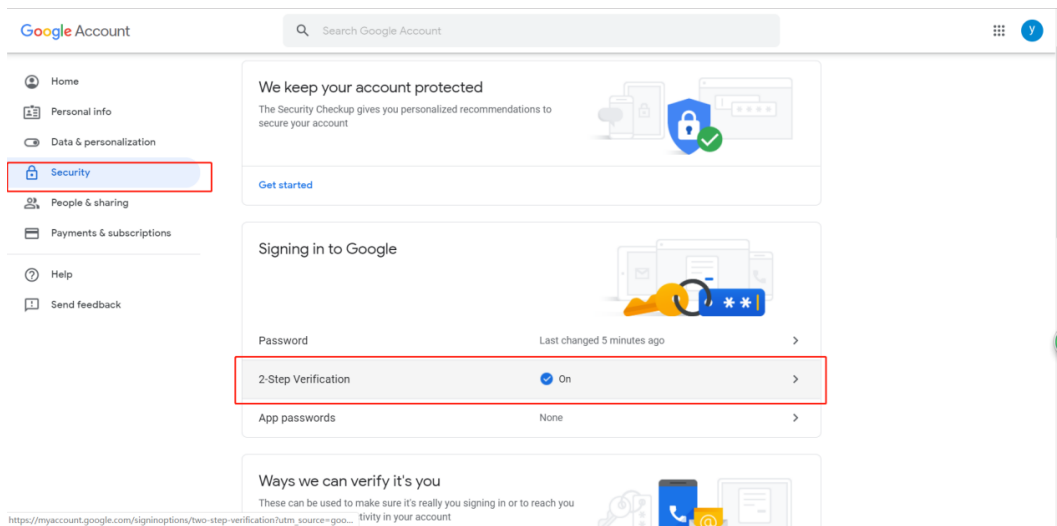 Google Account
Search Google Account
y
Home
Personal info
Data & personalization
Security
People & sharing
Payments & subscriptions
Help
Send feedback
We keep your account protected
The Security Checkup gives you personalized recommendations to
secure your account
Get started
Signing in to Google
**
Password Last changed 5 minutes ago
2-Step Verification On
App passwords None
Ways we can verify it's you
These can be used to make sure it's really you signing in or to reach you
tivity in your account
https://myaccount.google.com/signinoptions/two-step-verification?utm_source=goo...